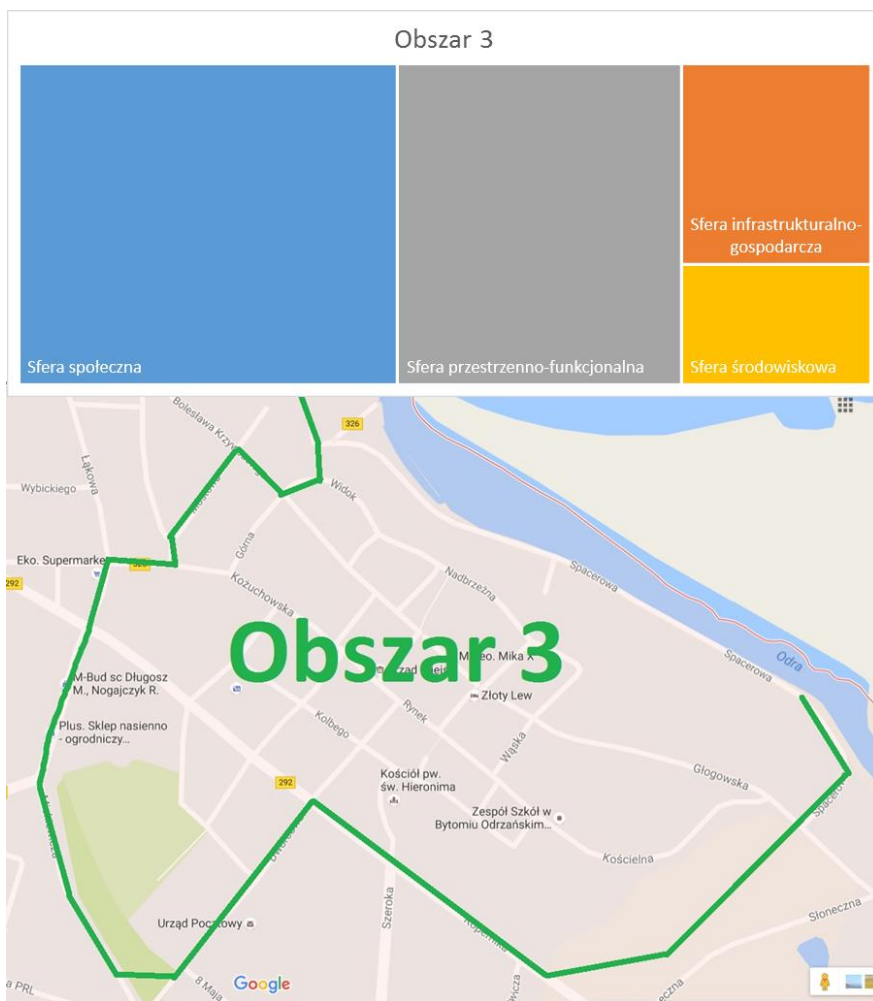 Obszar 3
Sfera społeczna
Sfera przestrzenno-funkcjonalna
Sfera infrastrukturalno-
gospodarcza
Sfera środowiskowa
Bolesława
326
Łąkowa
Wybickiego
Widok
Górna
Eko. Supermarke
292
Kożuchowska
Nadbrzeżna
Spacerowa
Obszar 3
Mika X
Spacerowa
Odra
M-Bud sc Długosz
M., Nogajczyk R.
Złoty Lew
Plus. Sklep nasienno
- ogrodniczy...
Kolbego
Rynek
Wąska
292
Kościół pw.
św. Hieronima
Głogowska
Zespół Szkół w
Bytomiu Odrzańskim...
Kościelna
Szeroka
Słoneczna
Urząd Pocztowy
8 Maja
Google
a PRL